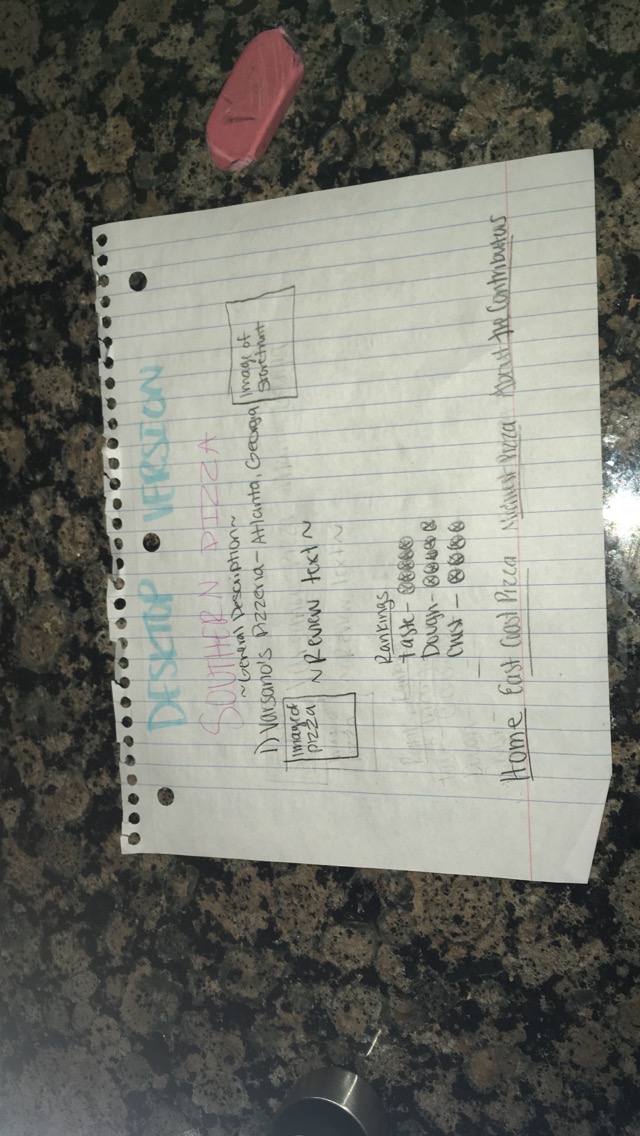 DESKTOP VERSION
SOUTHERN PIZZA
~General Description~
1) Varsano's Pizzeria - Atlanta, Georgia
Image of
Storefront
Image of
pizza
~ Review text ~
Rankings
Taste -
Dough -
Crust -
Home East Coast Pizza Midwest Pizza About the Contributors